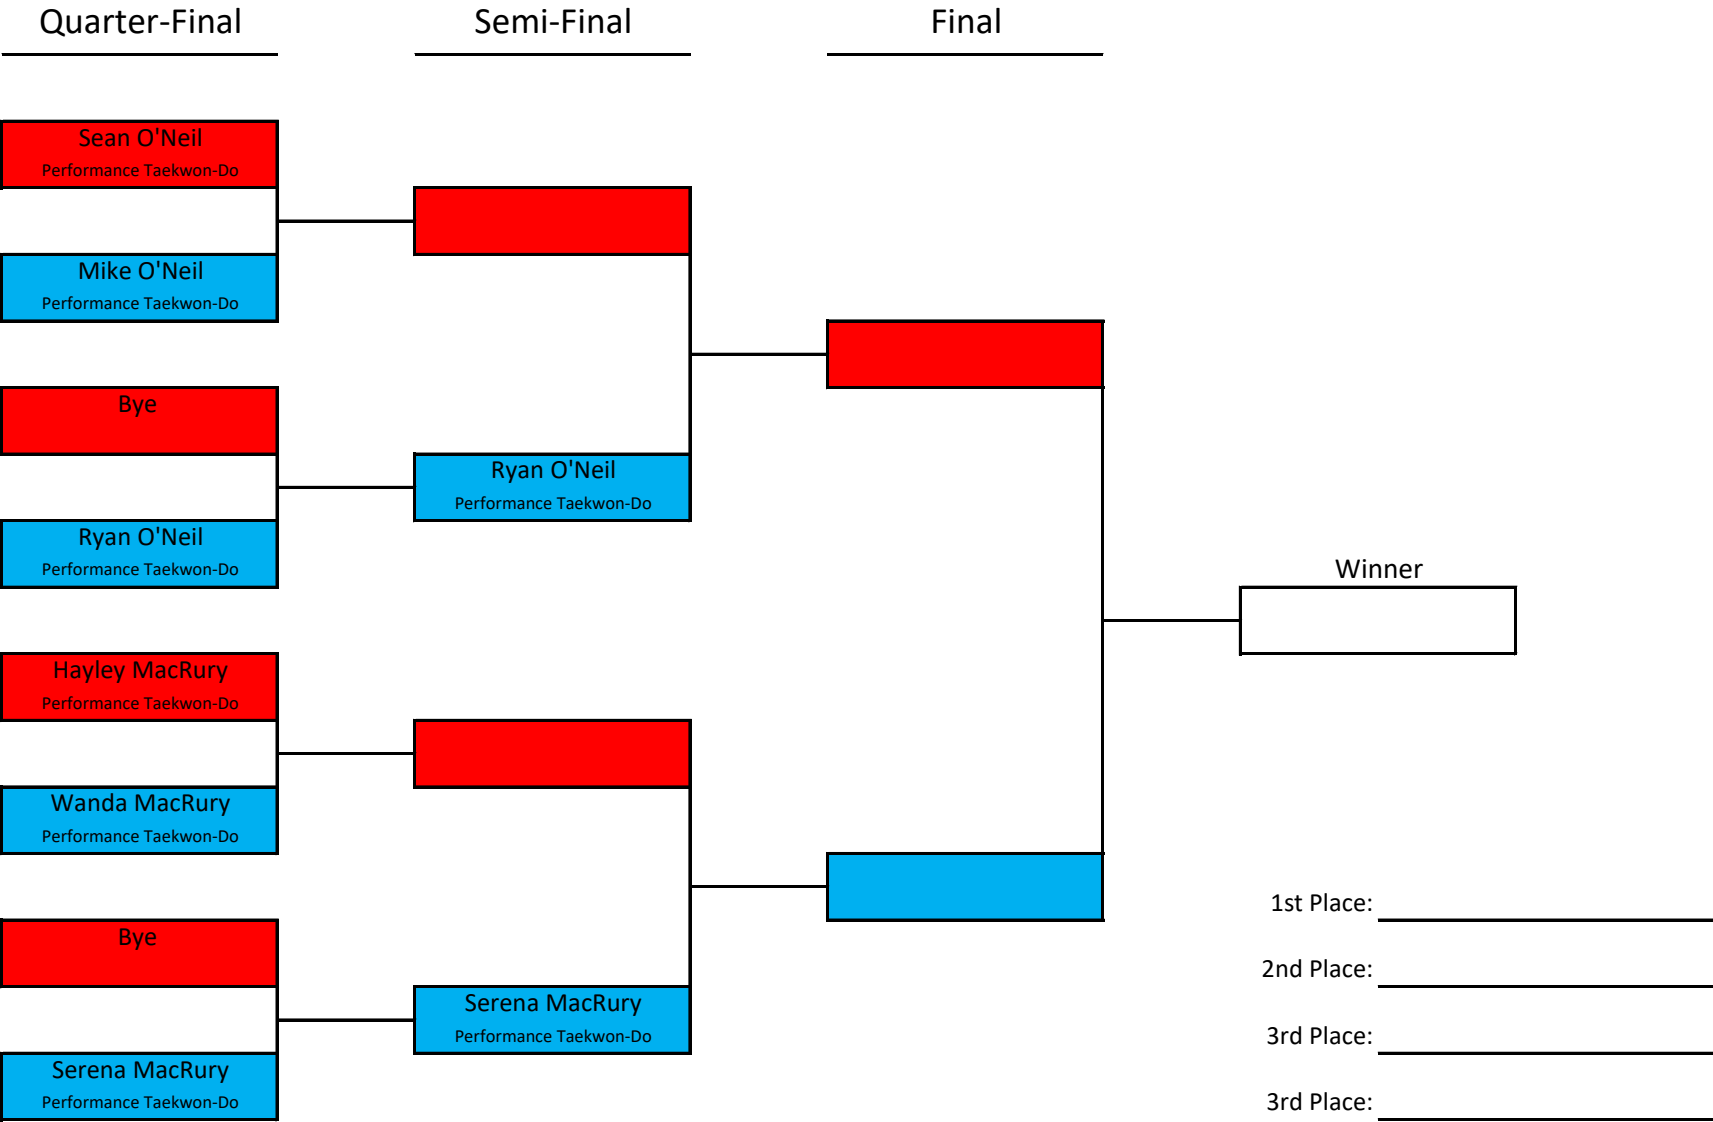 Quarter-Final
Semi-Final
Final
Sean O'Neil
Performance Taekwon-Do
Mike O'Neil
Performance Taekwon-Do
Bye
Ryan O'Neil
Performance Taekwon-Do
Ryan O'Neil
Performance Taekwon-Do
Winner
Hayley MacRury
Performance Taekwon-Do
Wanda MacRury
Performance Taekwon-Do
Bye
Serena MacRury
Performance Taekwon-Do
Serena MacRury
Performance Taekwon-Do
1st Place:
2nd Place:
3rd Place:
3rd Place: